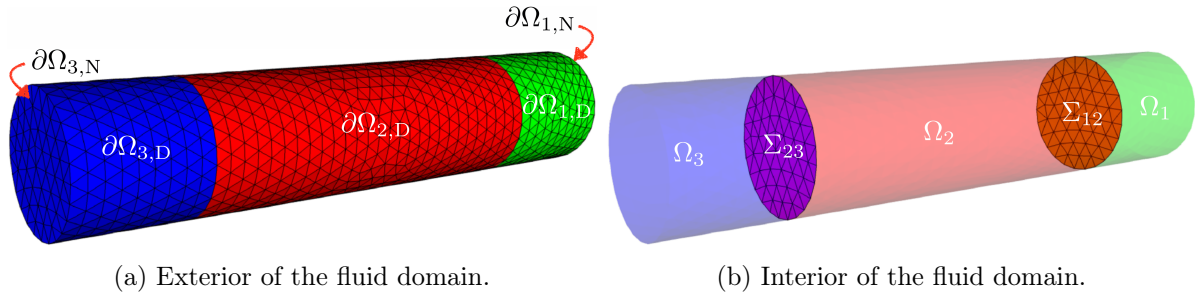 ∂Ω₁,N
∂Ω₃,N
∂Ω₃,D
∂Ω₂,D
∂Ω₁,D
(a) Exterior of the fluid domain.
Ω₃
Σ₂₃
Ω₂
Σ₁₂
Ω₁
(b) Interior of the fluid domain.